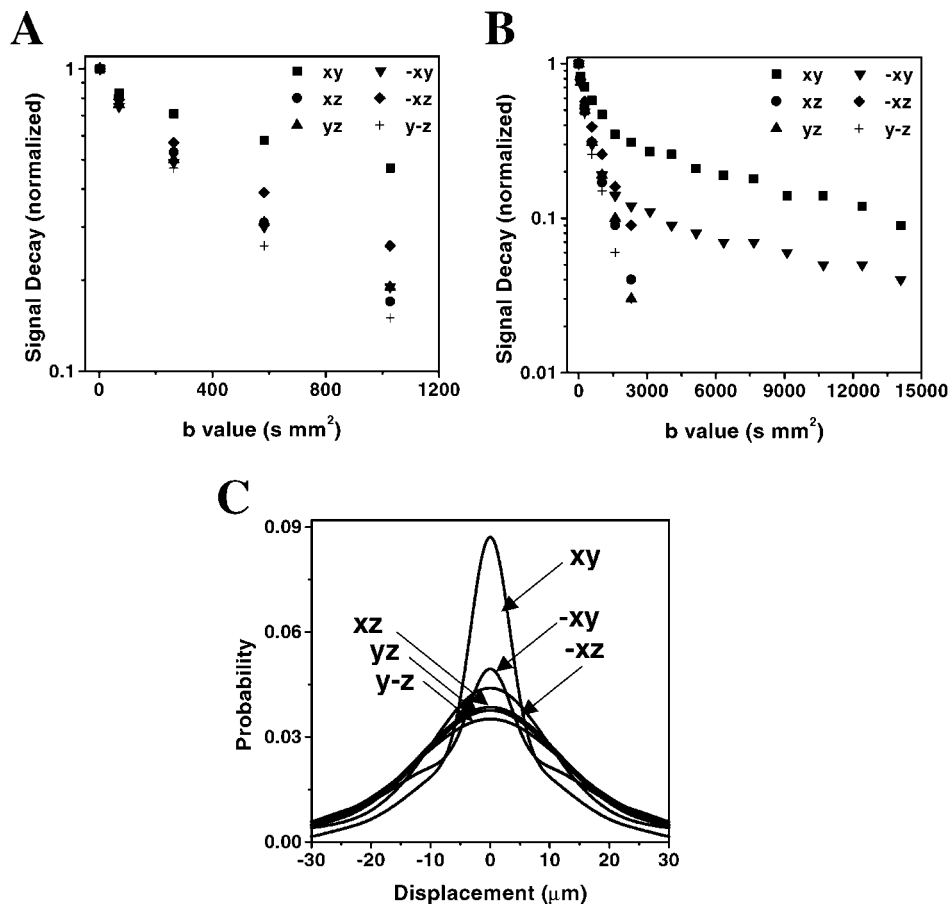 A
1
0.1
Signal Decay (normalized)
xy
-xy
xz
-xz
yz
y-z
0
400
800
1200
b value (s mm²)
B
1
0.1
0.01
Signal Decay (normalized)
xy
-xy
xz
-xz
yz
y-z
0
3000
6000
9000
12000
15000
b value (s mm²)
C
0.09
0.06
0.03
0.00
Probability
xy
-xy
xz
yz
y-z
-xz
-30
-20
-10
0
10
20
30
Displacement (μm)